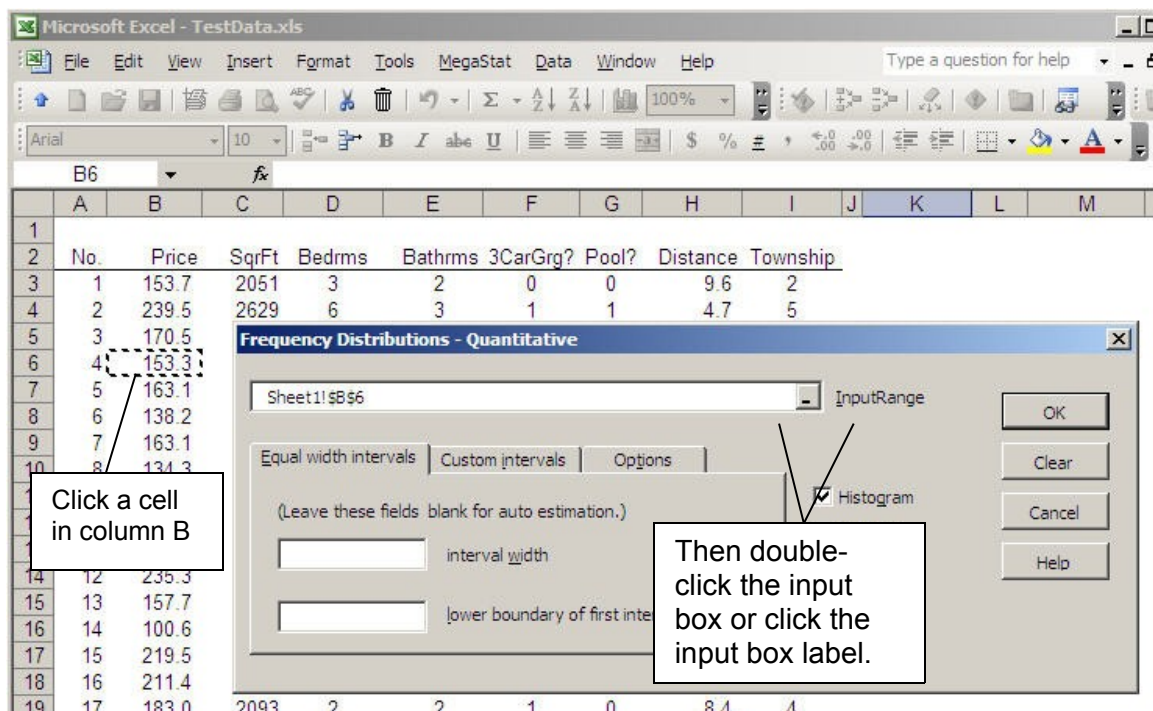 Microsoft Excel - TestData.xls
File Edit View Insert Format Tools MegaStat Data Window Help Type a question for help
100%
Arial 10 B I abc U $ % , .00
B6 fx
A B C D E F G H I J K L M
1
2 No. Price SqrFt Bedrms Bathrms 3CarGrg? Pool? Distance Township
3 1 153.7 2051 3 2 0 0 9.6 2
4 2 239.5 2629 6 3 1 1 4.7 5
5 3 170.5
Frequency Distributions - Quantitative
6 4 153.3
7 5 163.1
Sheet1!$B$6 InputRange OK
8 6 138.2
9 7 163.1
Equal width intervals Custom intervals Options Clear
10 8 134.3
Click a cell
in column B
(Leave these fields blank for auto estimation.) Histogram Cancel
interval width Help
Then double-
click the input
box or click the
input box label.
14 12 235.3
15 13 157.7
lower boundary of first inte
16 14 100.6
17 15 219.5
18 16 211.4
19 17 183.0 2093 2 2 1 0 8.4 4